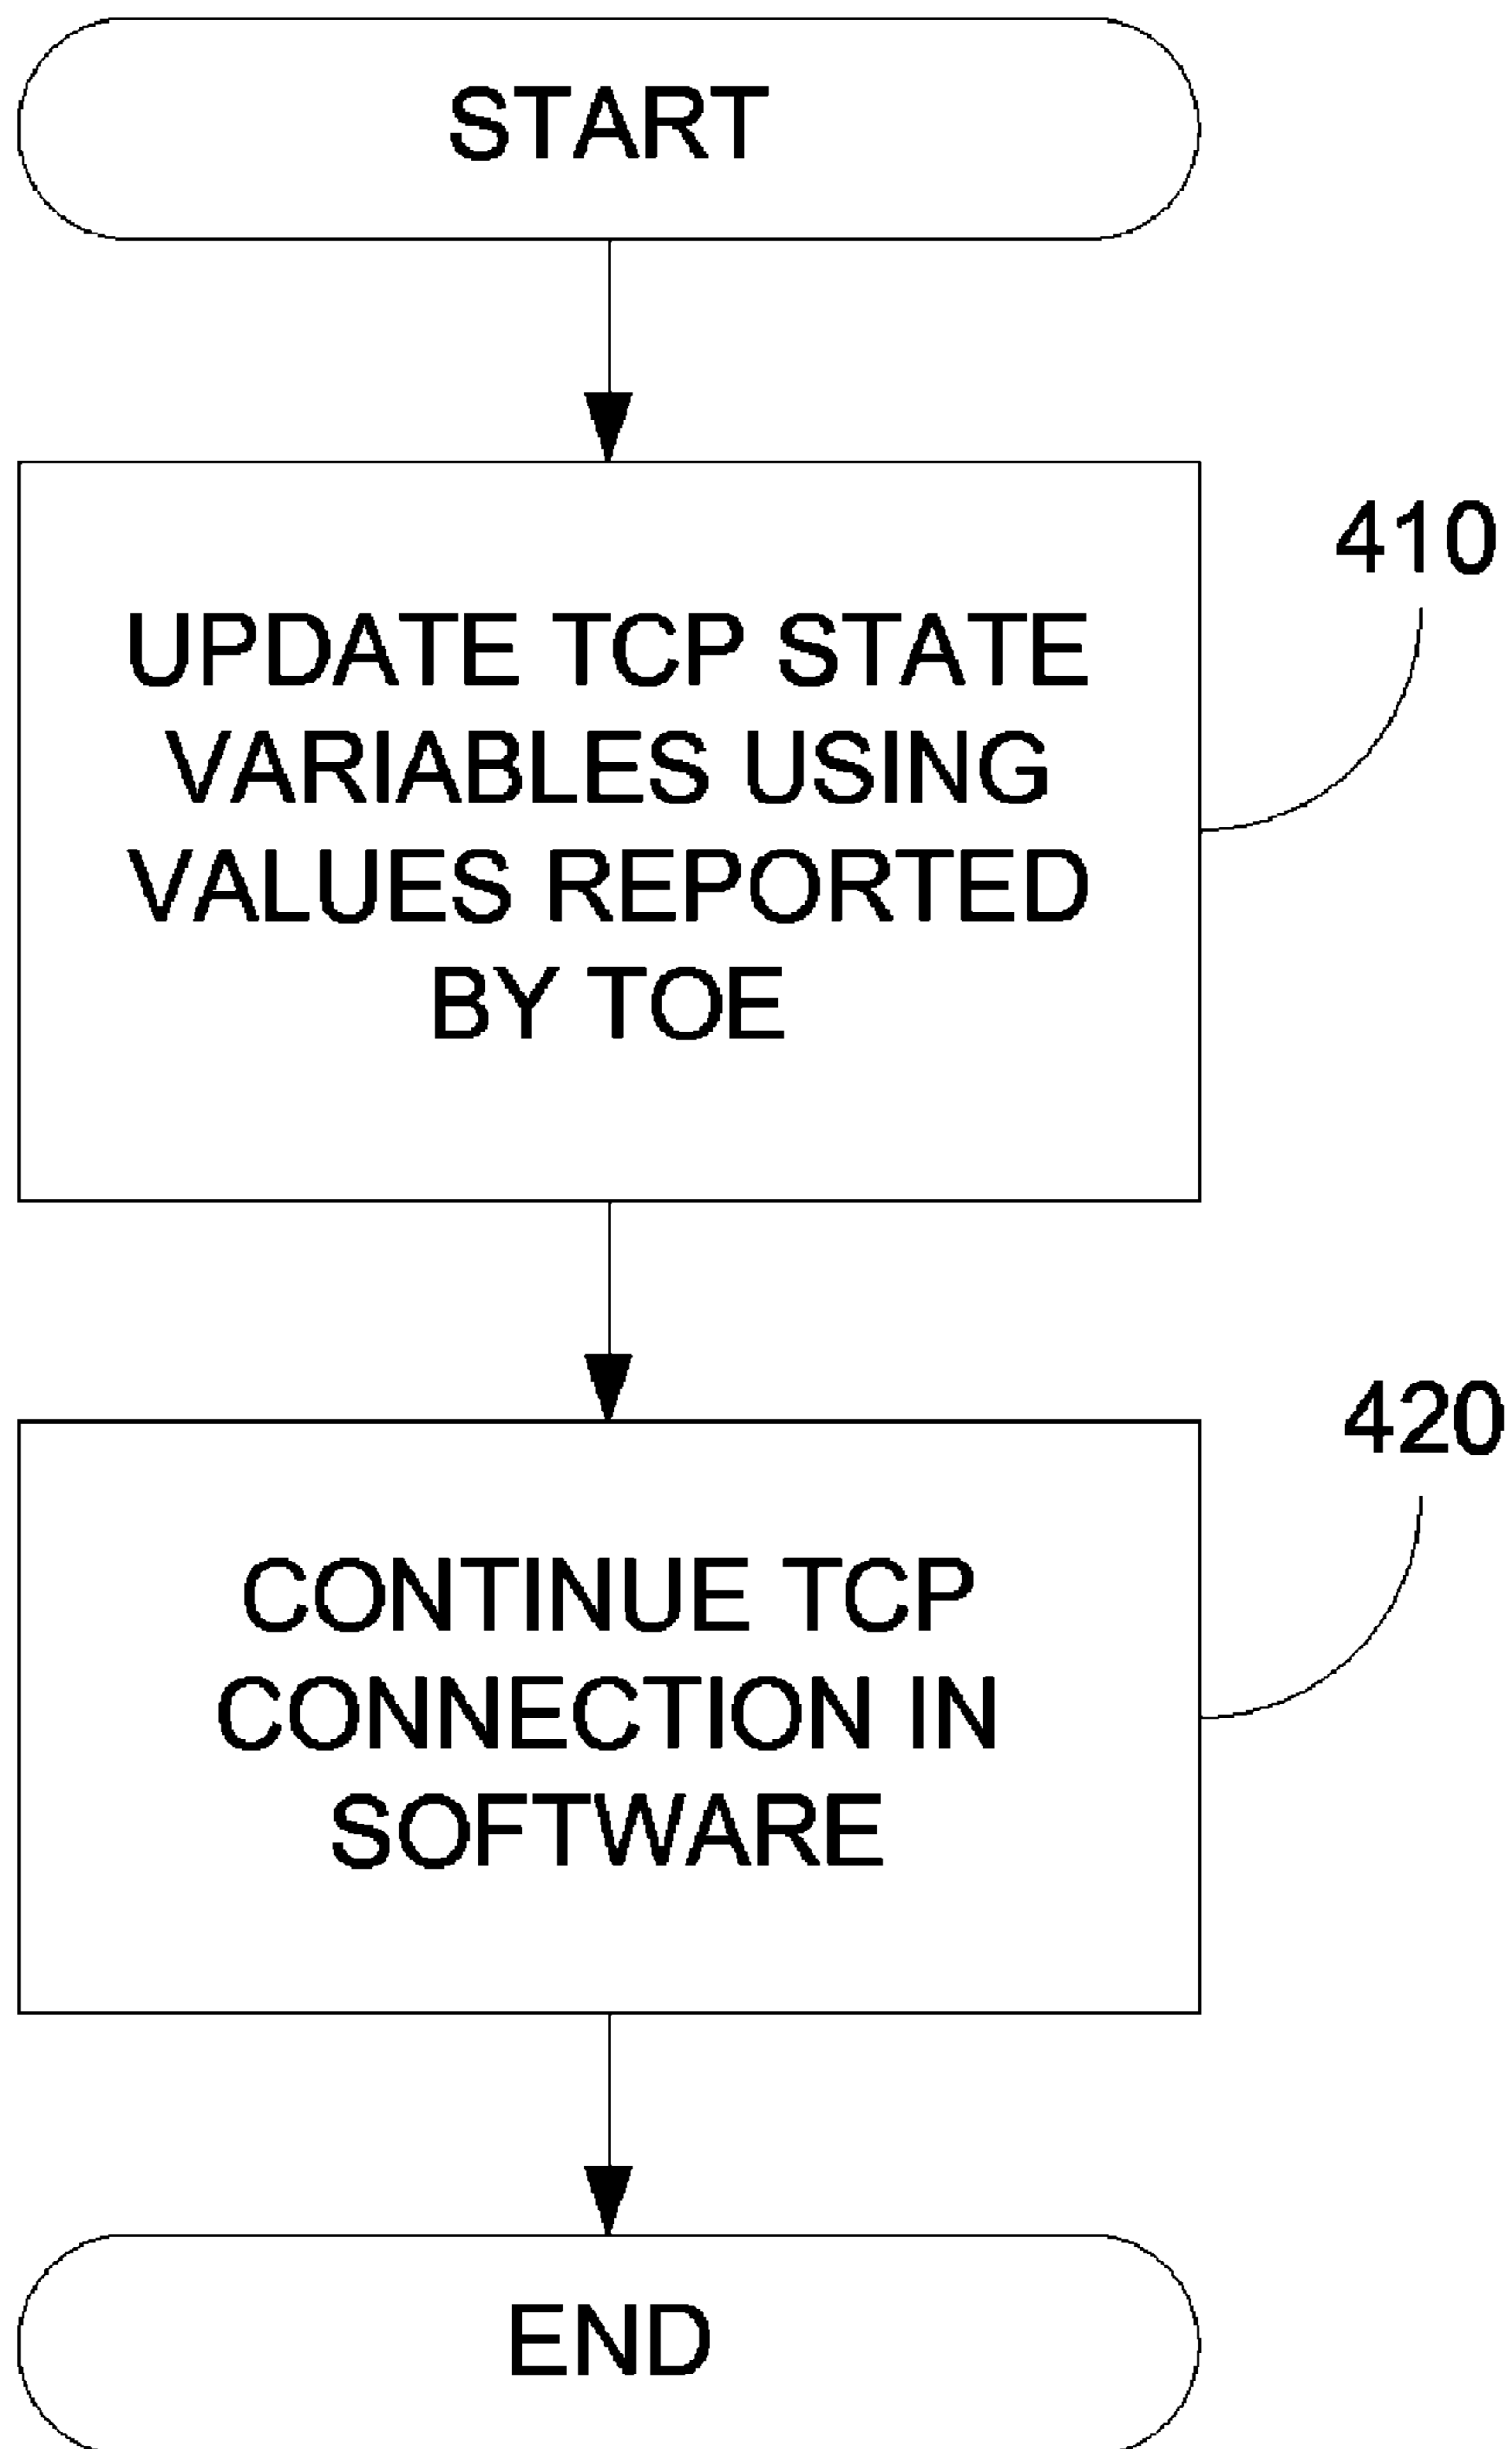 START
410
UPDATE TCP STATE
VARIABLES USING
VALUES REPORTED
BY TOE
420
CONTINUE TCP
CONNECTION IN
SOFTWARE
END